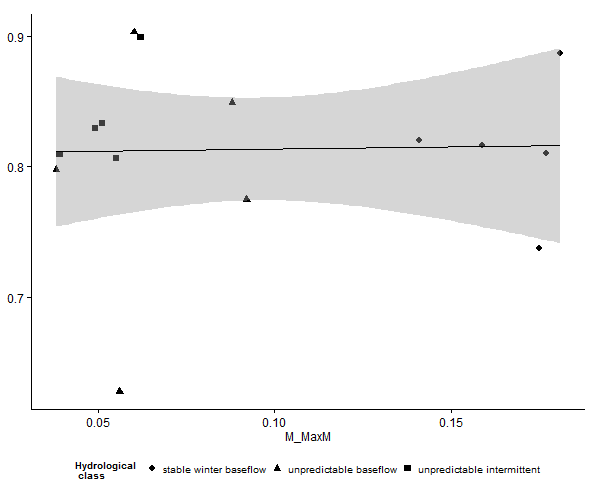 0.9
0.8
0.7
0.05 0.10 0.15
M_MaxM
Hydrological
class
stable winter baseflow unpredictable baseflow unpredictable intermittent